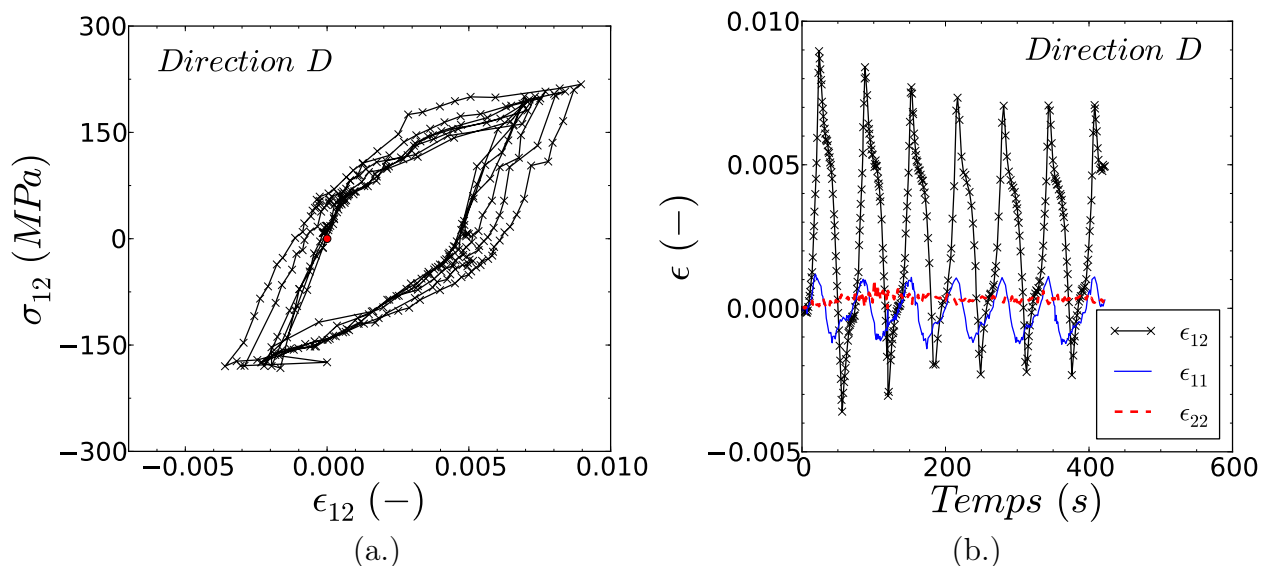 300
150
0
−150
−300
−0.005
0.000
0.005
0.010
σ12 (MPa)
ϵ12 (−)
Direction D
(a.)
0.010
0.005
0.000
−0.005
0
200
400
600
ϵ (−)
Temps (s)
Direction D
ϵ12
ϵ11
ϵ22
(b.)